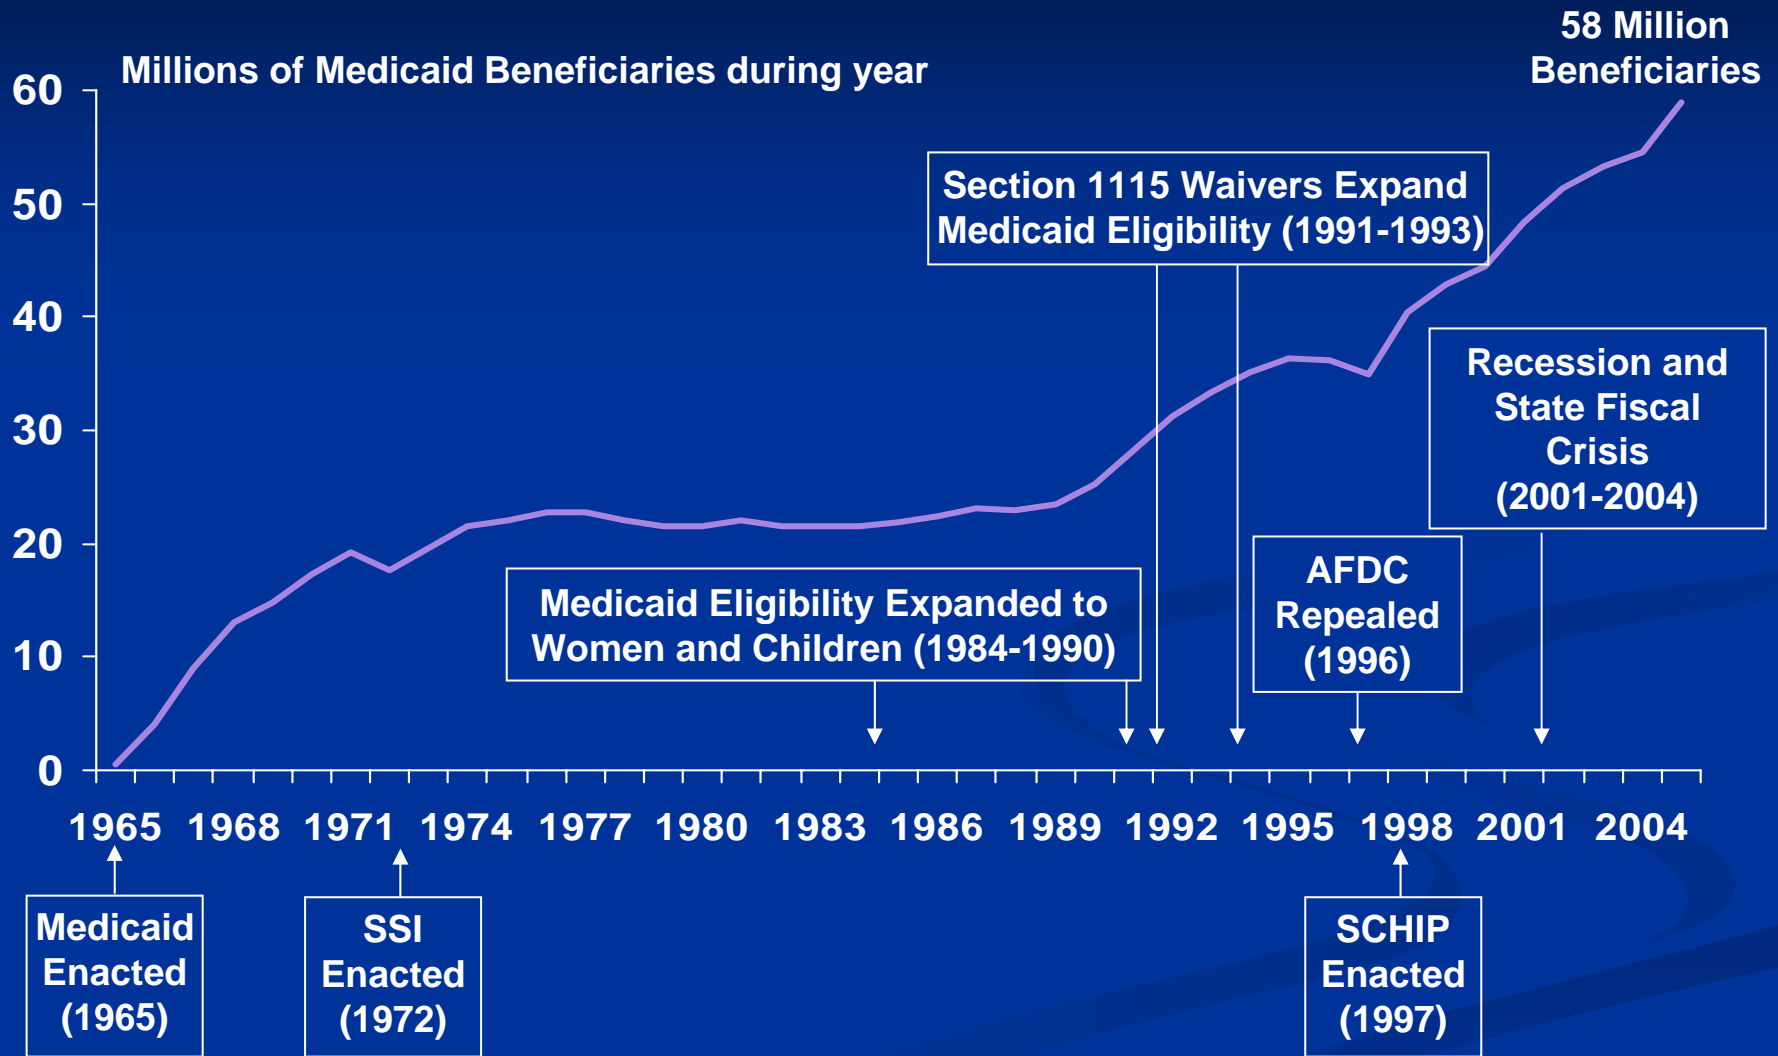 58 Million
Beneficiaries
Millions of Medicaid Beneficiaries during year
60
50
40
30
20
10
0
Section 1115 Waivers Expand
Medicaid Eligibility (1991-1993)
Recession and
State Fiscal
Crisis
(2001-2004)
Medicaid Eligibility Expanded to
Women and Children (1984-1990)
AFDC
Repealed
(1996)
1965 1968 1971 1974 1977 1980 1983 1986 1989 1992 1995 1998 2001 2004
Medicaid
Enacted
(1965)
SSI
Enacted
(1972)
SCHIP
Enacted
(1997)